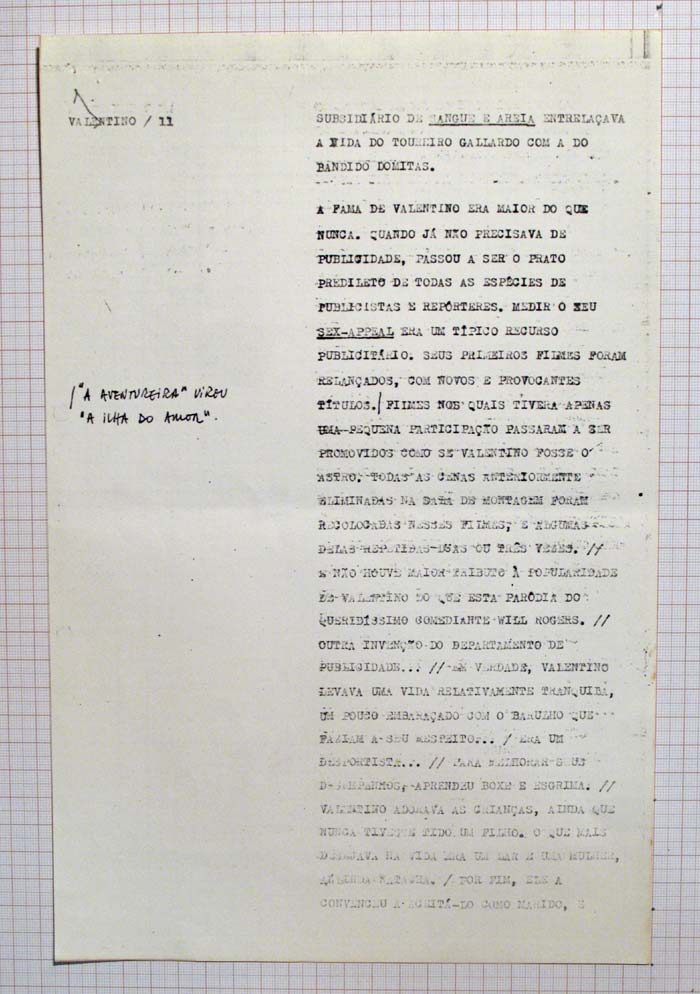 VALENTINO / 11
SUBSIDIÁRIO DE SANGUE E AREIA ENTRELAÇAVA
A VIDA DO TOUREIRO GALLARDO COM A DO
BANDIDO DOMITAS.
A FAMA DE VALENTINO ERA MAIOR DO QUE
NUNCA. QUANDO JÁ NÃO PRECISAVA DE
PUBLICIDADE, PASSOU A SER O PRATO
PREDILETO DE TODAS AS ESPÉCIES DE
PUBLICISTAS E REPÓRTERES. MEDIR O SEU
SEX-APPEAL ERA UM TÍPICO RECURSO
PUBLICITÁRIO. SEUS PRIMEIROS FILMES FORAM
RELANÇADOS, COM NOVOS E PROVOCANTES
TÍTULOS./ FILMES NOS QUAIS TIVERA APENAS
/"A AVENTUREIRA" VIROU
"A ILHA DO AMOR".
UMA PEQUENA PARTICIPAÇÃO PASSARAM A SER
PROMOVIDOS COMO SE VALENTINO FOSSE O
ASTRO. TODAS AS CENAS ANTERIORMENTE
ELIMINADAS NA SALA DE MONTAGEM FORAM
RECOLOCADAS NESSES FILMES, E ALGUMAS
DELAS REPETIDAS DUAS OU TRÊS VEZES. //
E NÃO HOUVE MAIOR TRIBUTO À POPULARIDADE
DE VALENTINO DO QUE ESTA PARÓDIA DO
QUERIDÍSSIMO COMEDIANTE WILL ROGERS. //
OUTRA INVENÇÃO DO DEPARTAMENTO DE
PUBLICIDADE... // NA VERDADE, VALENTINO
LEVAVA UMA VIDA RELATIVAMENTE TRANQUILA,
UM POUCO EMBARAÇADO COM O BARULHO QUE
FAZIAM A SEU RESPEITO... / ERA UM
DESPORTISTA... // PARA MELHORAR SEUS
DESEMPENHOS, APRENDEU BOXE E ESGRIMA. //
VALENTINO ADORAVA AS CRIANÇAS, AINDA QUE
NUNCA TIVESSE TIDO UM FILHO. O QUE MAIS
DESEJAVA NA VIDA ERA UM LAR E UMA MULHER,
A LINDA NATACHA. / POR FIM, ELE A
CONVENCEU A ACEITÁ-LO COMO MARIDO, E